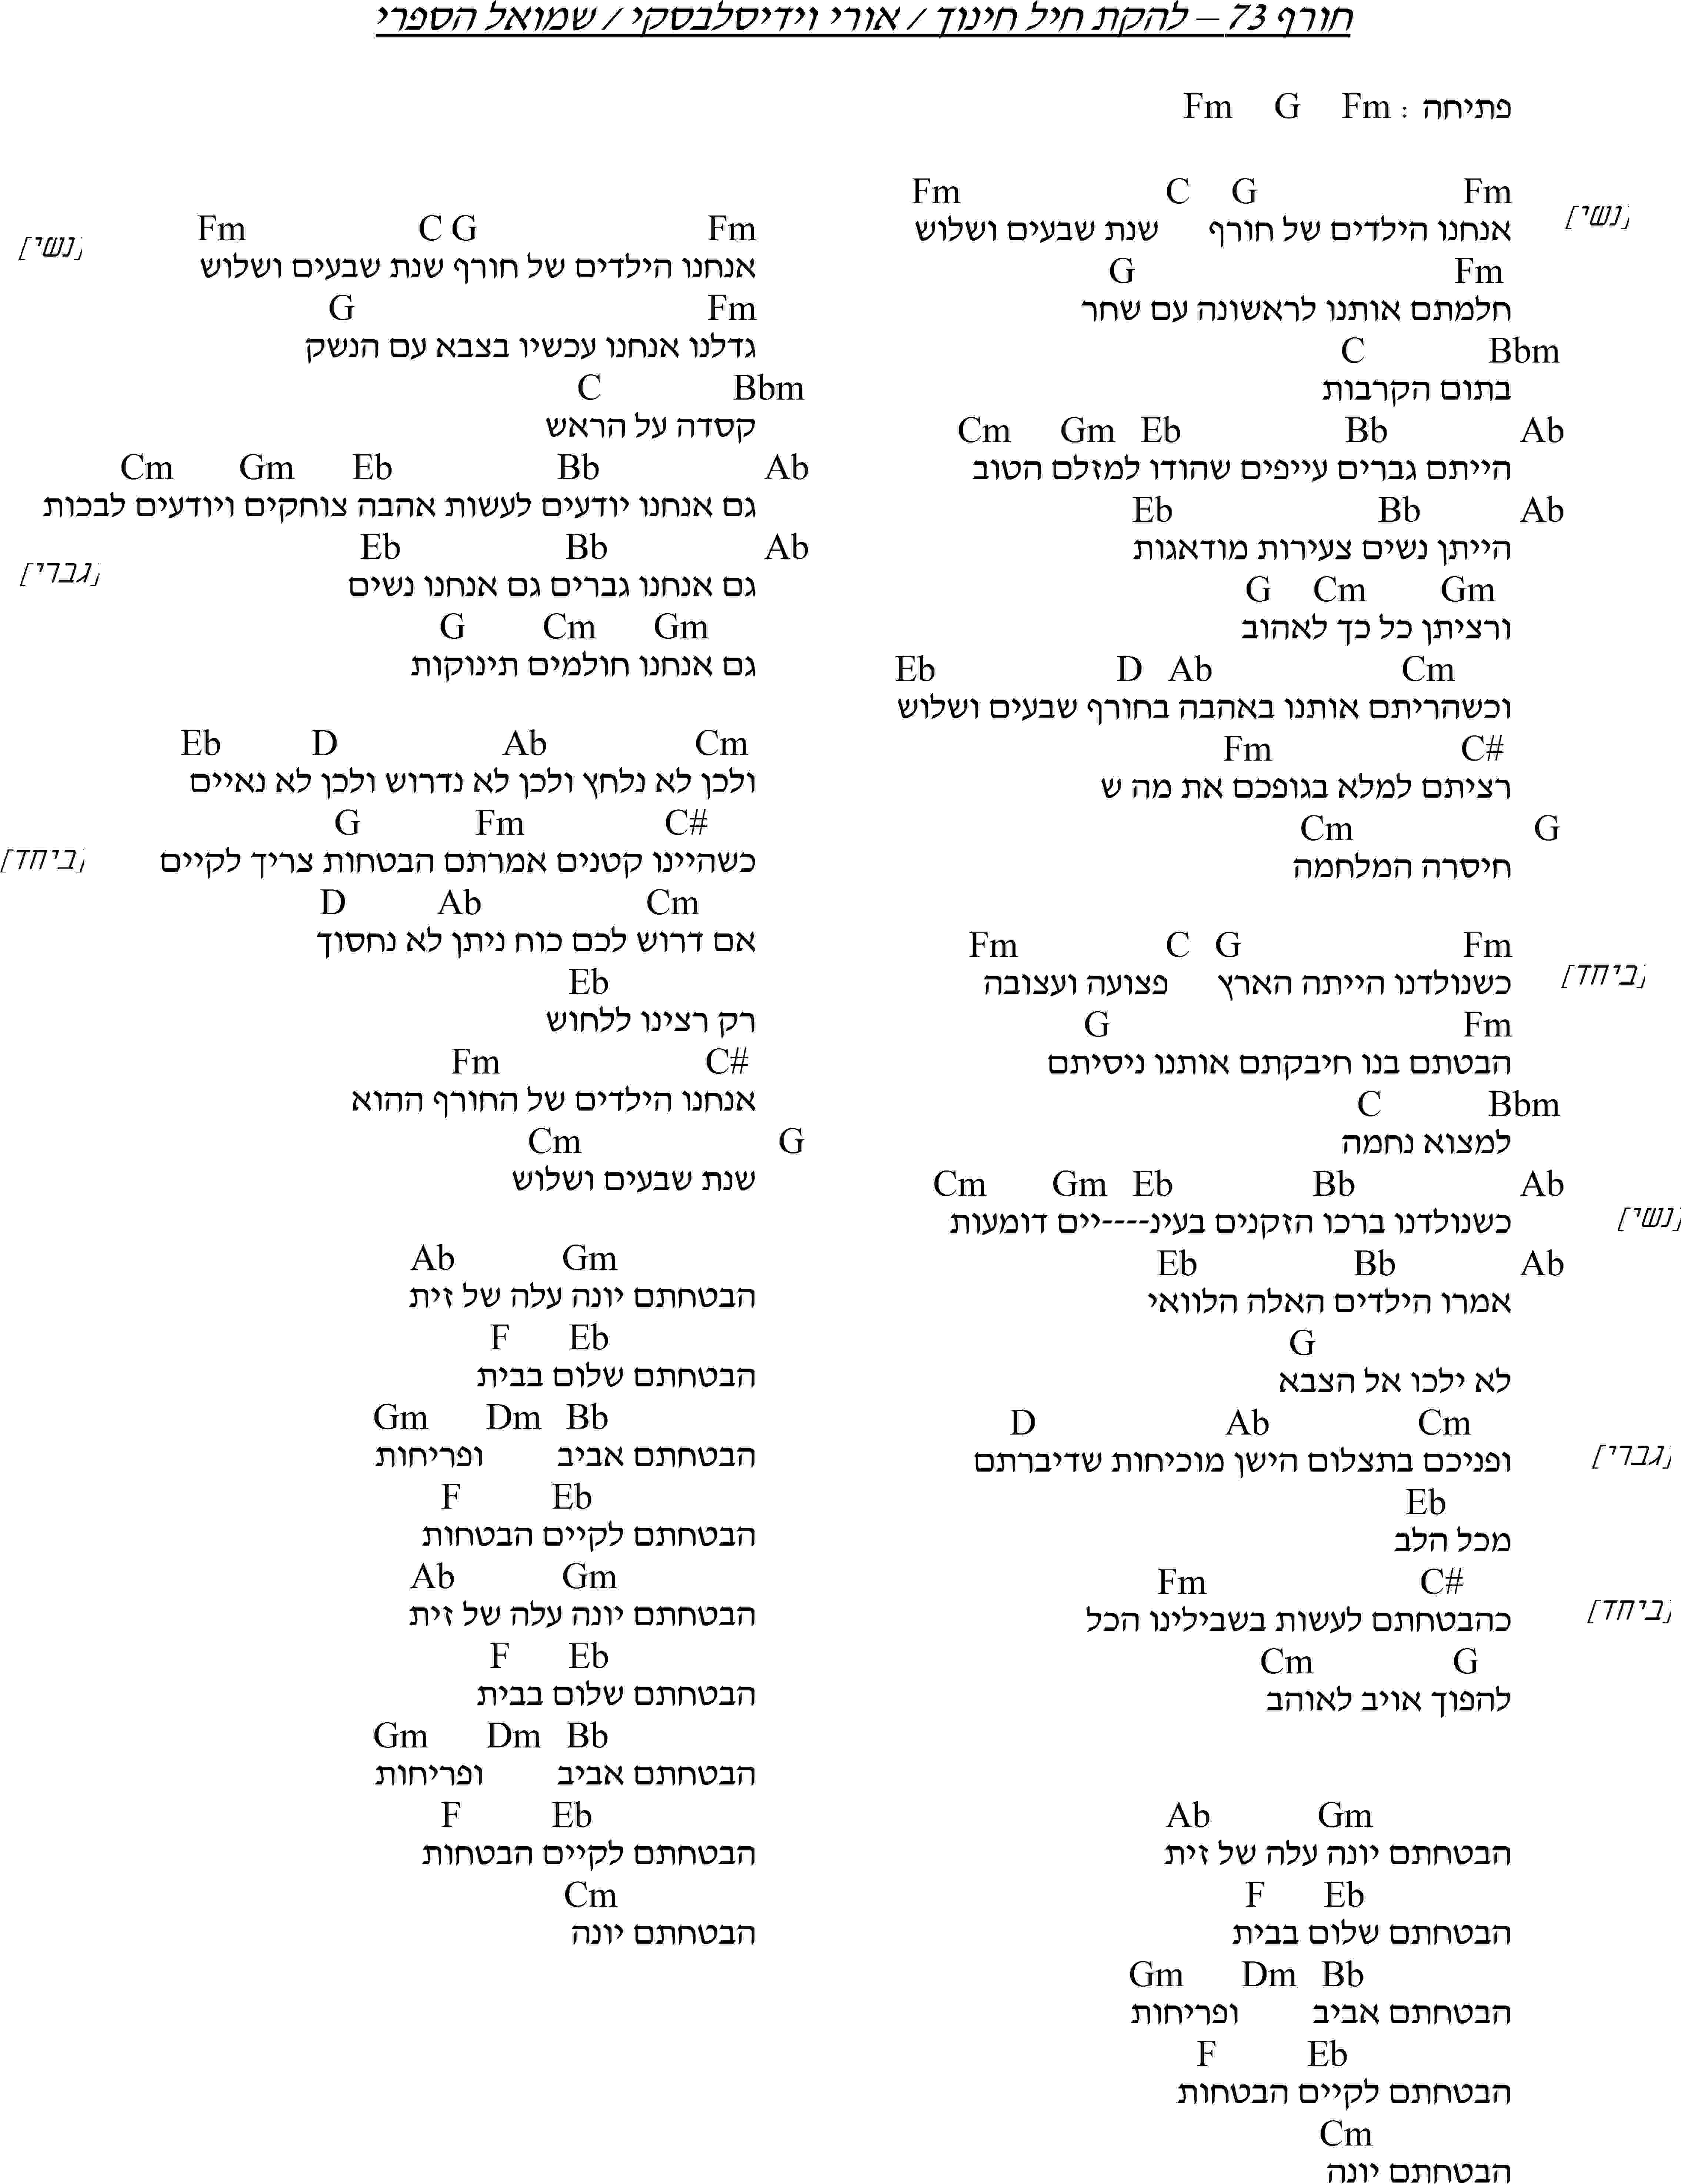 חורף 73 – להקת חיל חינוך / אורי וידיסלבסקי / שמואל הספרי
פתיחה : Fm G Fm
[נשי]
Fm G C Fm
אנחנו הילדים של חורף שנת שבעים ושלוש
Fm G
חלמתם אותנו לראשונה עם שחר
Bbm C
בתום הקרבות
Ab Bb Eb Gm Cm
הייתם גברים עייפים שהודו למזלם הטוב
Ab Bb Eb
הייתן נשים צעירות מודאגות
Gm Cm G
ורציתן כל כך לאהוב
Cm Ab D Eb
וכשהריתם אותנו באהבה בחורף שבעים ושלוש
C# Fm
רציתם למלא בגופכם את מה ש
G Cm
חיסרה המלחמה
[ביחד]
Fm G C Fm
כשנולדנו הייתה הארץ פצועה ועצובה
Fm G
הבטתם בנו חיבקתם אותנו ניסיתם
Bbm C
למצוא נחמה
Ab Bb Eb Gm Cm
[נשי]
כשנולדנו ברכו הזקנים בעינ----יים דומעות
Ab Bb Eb
אמרו הילדים האלה הלוואי
G
לא ילכו אל הצבא
Cm Ab D
[גברי]
ופניכם בתצלום הישן מוכיחות שדיברתם
Eb
מכל הלב
C# Fm
[ביחד]
כהבטחתם לעשות בשבילינו הכל
G Cm
להפוך אויב לאוהב
Gm Ab
הבטחתם יונה עלה של זית
Eb F
הבטחתם שלום בבית
Bb Dm Gm
הבטחתם אביב ופריחות
Eb F
הבטחתם לקיים הבטחות
Cm
הבטחתם יונה
[נשי]
Fm G C Fm
אנחנו הילדים של חורף שנת שבעים ושלוש
Fm G
גדלנו אנחנו עכשיו בצבא עם הנשק
Bbm C
קסדה על הראש
Ab Bb Eb Gm Cm
גם אנחנו יודעים לעשות אהבה צוחקים ויודעים לבכות
Ab Bb Eb
[גברי]
גם אנחנו גברים גם אנחנו נשים
Gm Cm G
גם אנחנו חולמים תינוקות
Cm Ab D Eb
ולכן לא נלחץ ולכן לא נדרוש ולכן לא נאיים
C# Fm G
[ביחד]
כשהיינו קטנים אמרתם הבטחות צריך לקיים
Cm Ab D
אם דרוש לכם כוח ניתן לא נחסוך
Eb
רק רצינו ללחוש
C# Fm
אנחנו הילדים של החורף ההוא
G Cm
שנת שבעים ושלוש
Gm Ab
הבטחתם יונה עלה של זית
Eb F
הבטחתם שלום בבית
Bb Dm Gm
הבטחתם אביב ופריחות
Eb F
הבטחתם לקיים הבטחות
Gm Ab
הבטחתם יונה עלה של זית
Eb F
הבטחתם שלום בבית
Bb Dm Gm
הבטחתם אביב ופריחות
Eb F
הבטחתם לקיים הבטחות
Cm
הבטחתם יונה